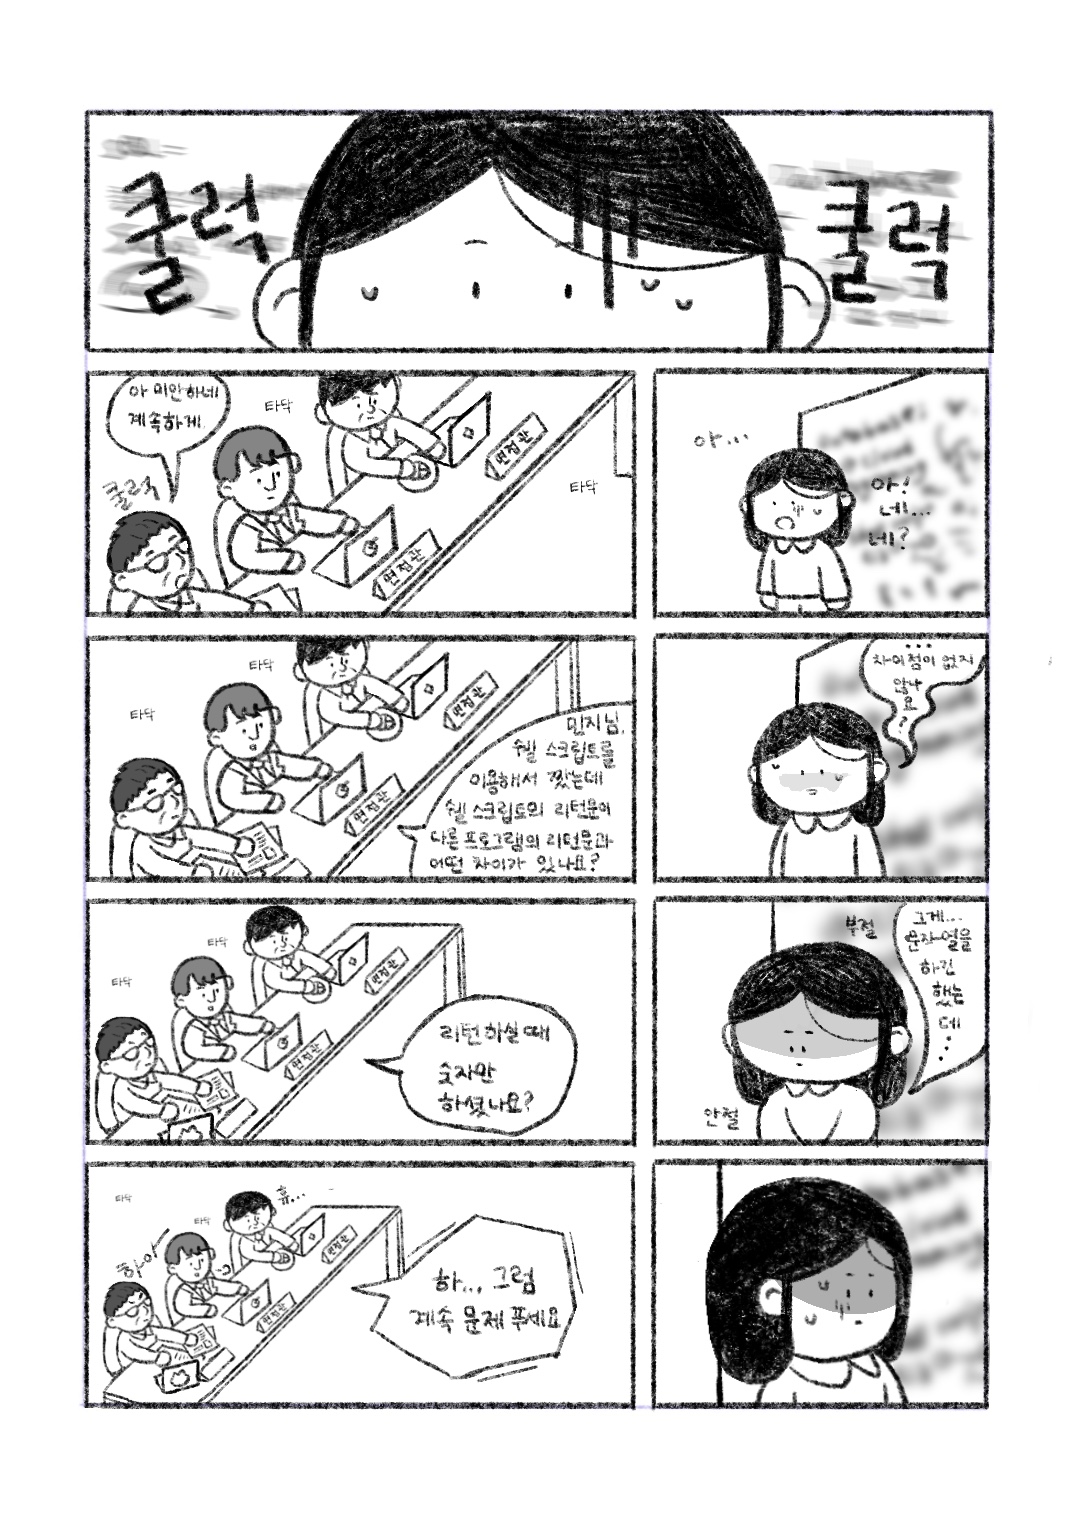 쿨럭
쿨럭
아 미안하네
계속하게.
쿨럭
타닥
면접관
면접관
타닥
아...
아!
네...
네?
타닥
타닥
면접관
면접관
민지님,
쉘 스크립트를
이용해서 짰는데
쉘 스크립트의 리턴문이
다른 프로그램의 리턴문과
어떤 차이가 있나요?
...
차이점이 없지
않나
요
?
타닥
타닥
면접관
면접관
리턴하실 때
숫자만
하셨나요?
부절
그게...
문자열을
하긴
했는
데
...
안절
타닥
타닥
휴...
하아
면접관
면접관
하... 그럼
계속 문제 푸세요